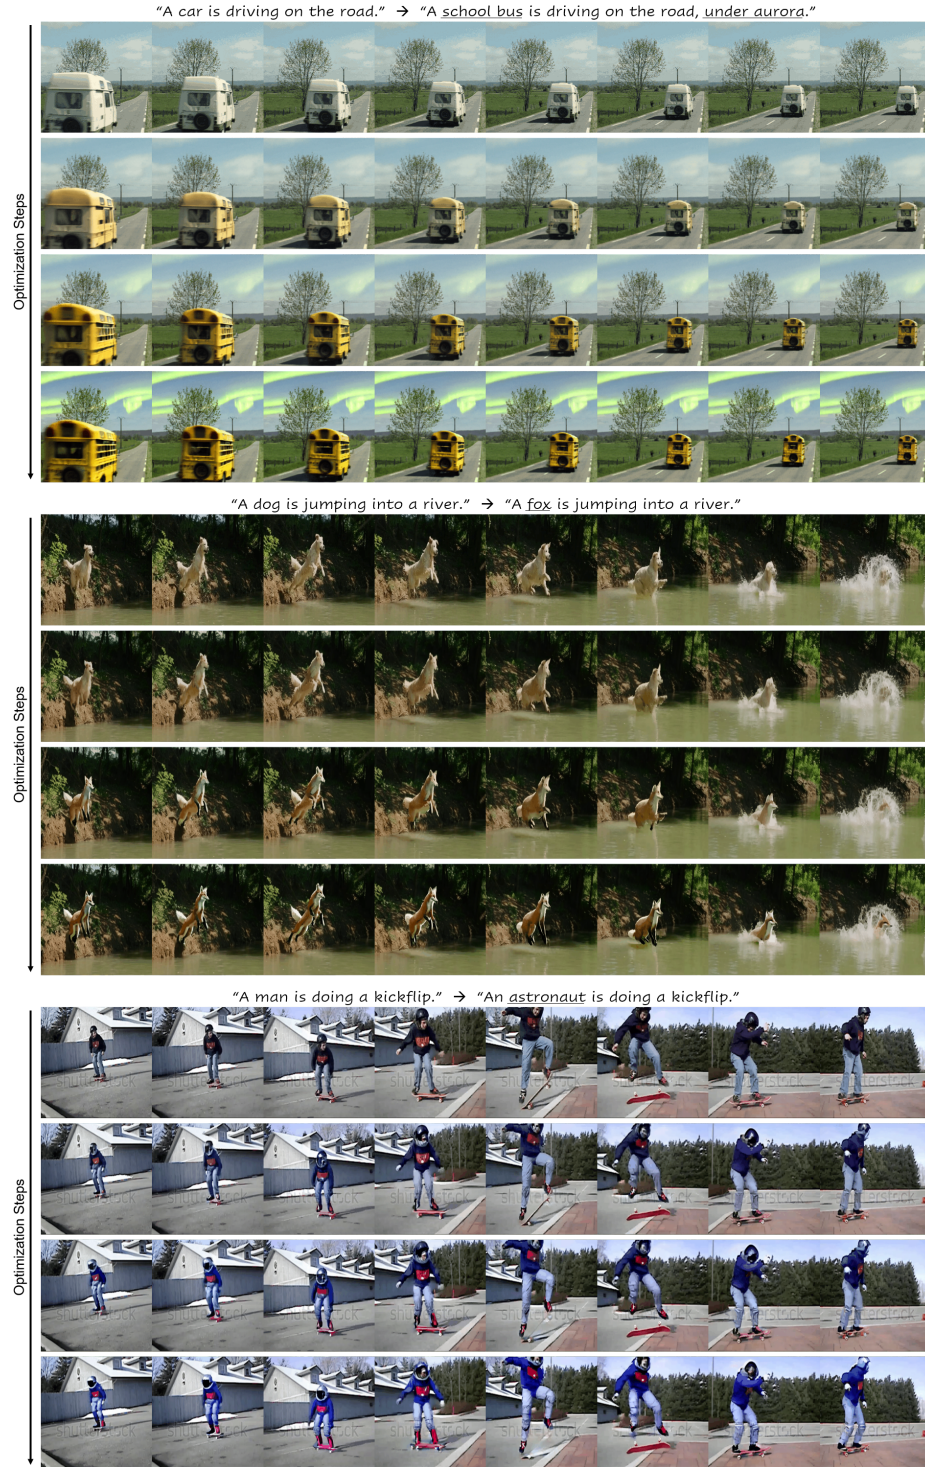 "A car is driving on the road." → "A school bus is driving on the road, under aurora."
Optimization Steps
"A dog is jumping into a river." → "A fox is jumping into a river."
Optimization Steps
"A man is doing a kickflip." → "An astronaut is doing a kickflip."
Optimization Steps